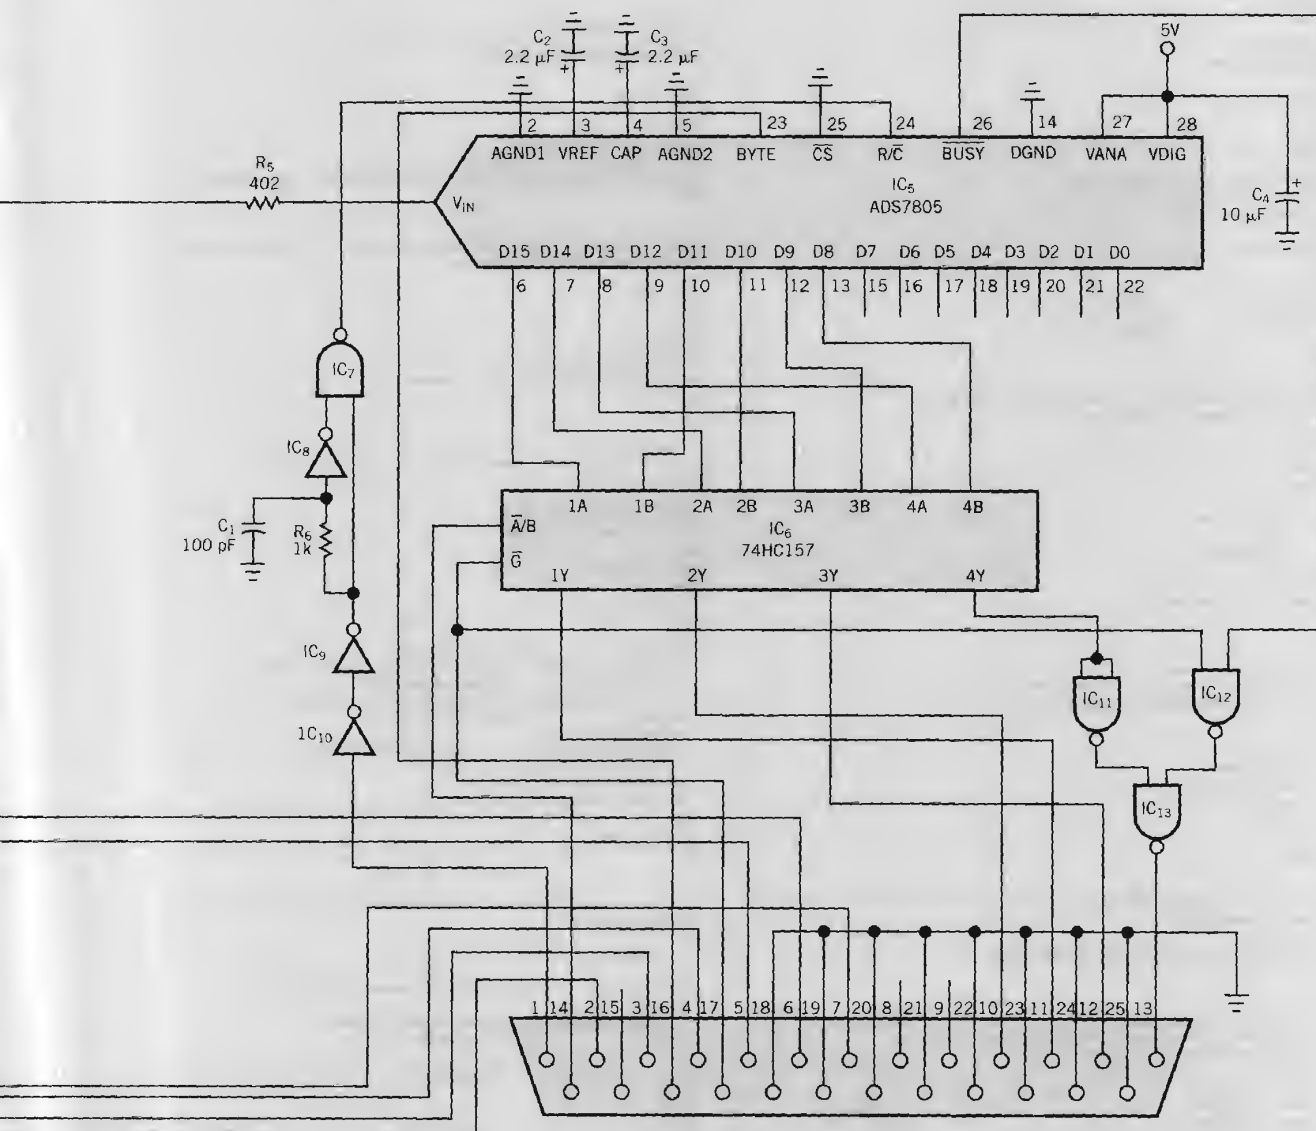 5V
C2
2.2 µF
+
C3
2.2 µF
+
2 3 4 5 23 25 24 26 14 27 28
AGND1 VREF CAP AGND2 BYTE C̅S̅ R/C̅ B̅U̅S̅Y̅ DGND VANA VDIG
R5
402
VIN
IC5
ADS7805
C4
10 µF
+
D15 D14 D13 D12 D11 D10 D9 D8 D7 D6 D5 D4 D3 D2 D1 D0
6 7 8 9 10 11 12 13 15 16 17 18 19 20 21 22
IC7
IC8
C1
100 pF
R6
1k
1A 1B 2A 2B 3A 3B 4A 4B
A̅/B
IC6
74HC157
G̅
1Y 2Y 3Y 4Y
IC9
IC10
IC11
IC12
IC13
1 14 2 15 3 16 4 17 5 18 6 19 7 20 8 21 9 22 10 23 11 24 12 25 13